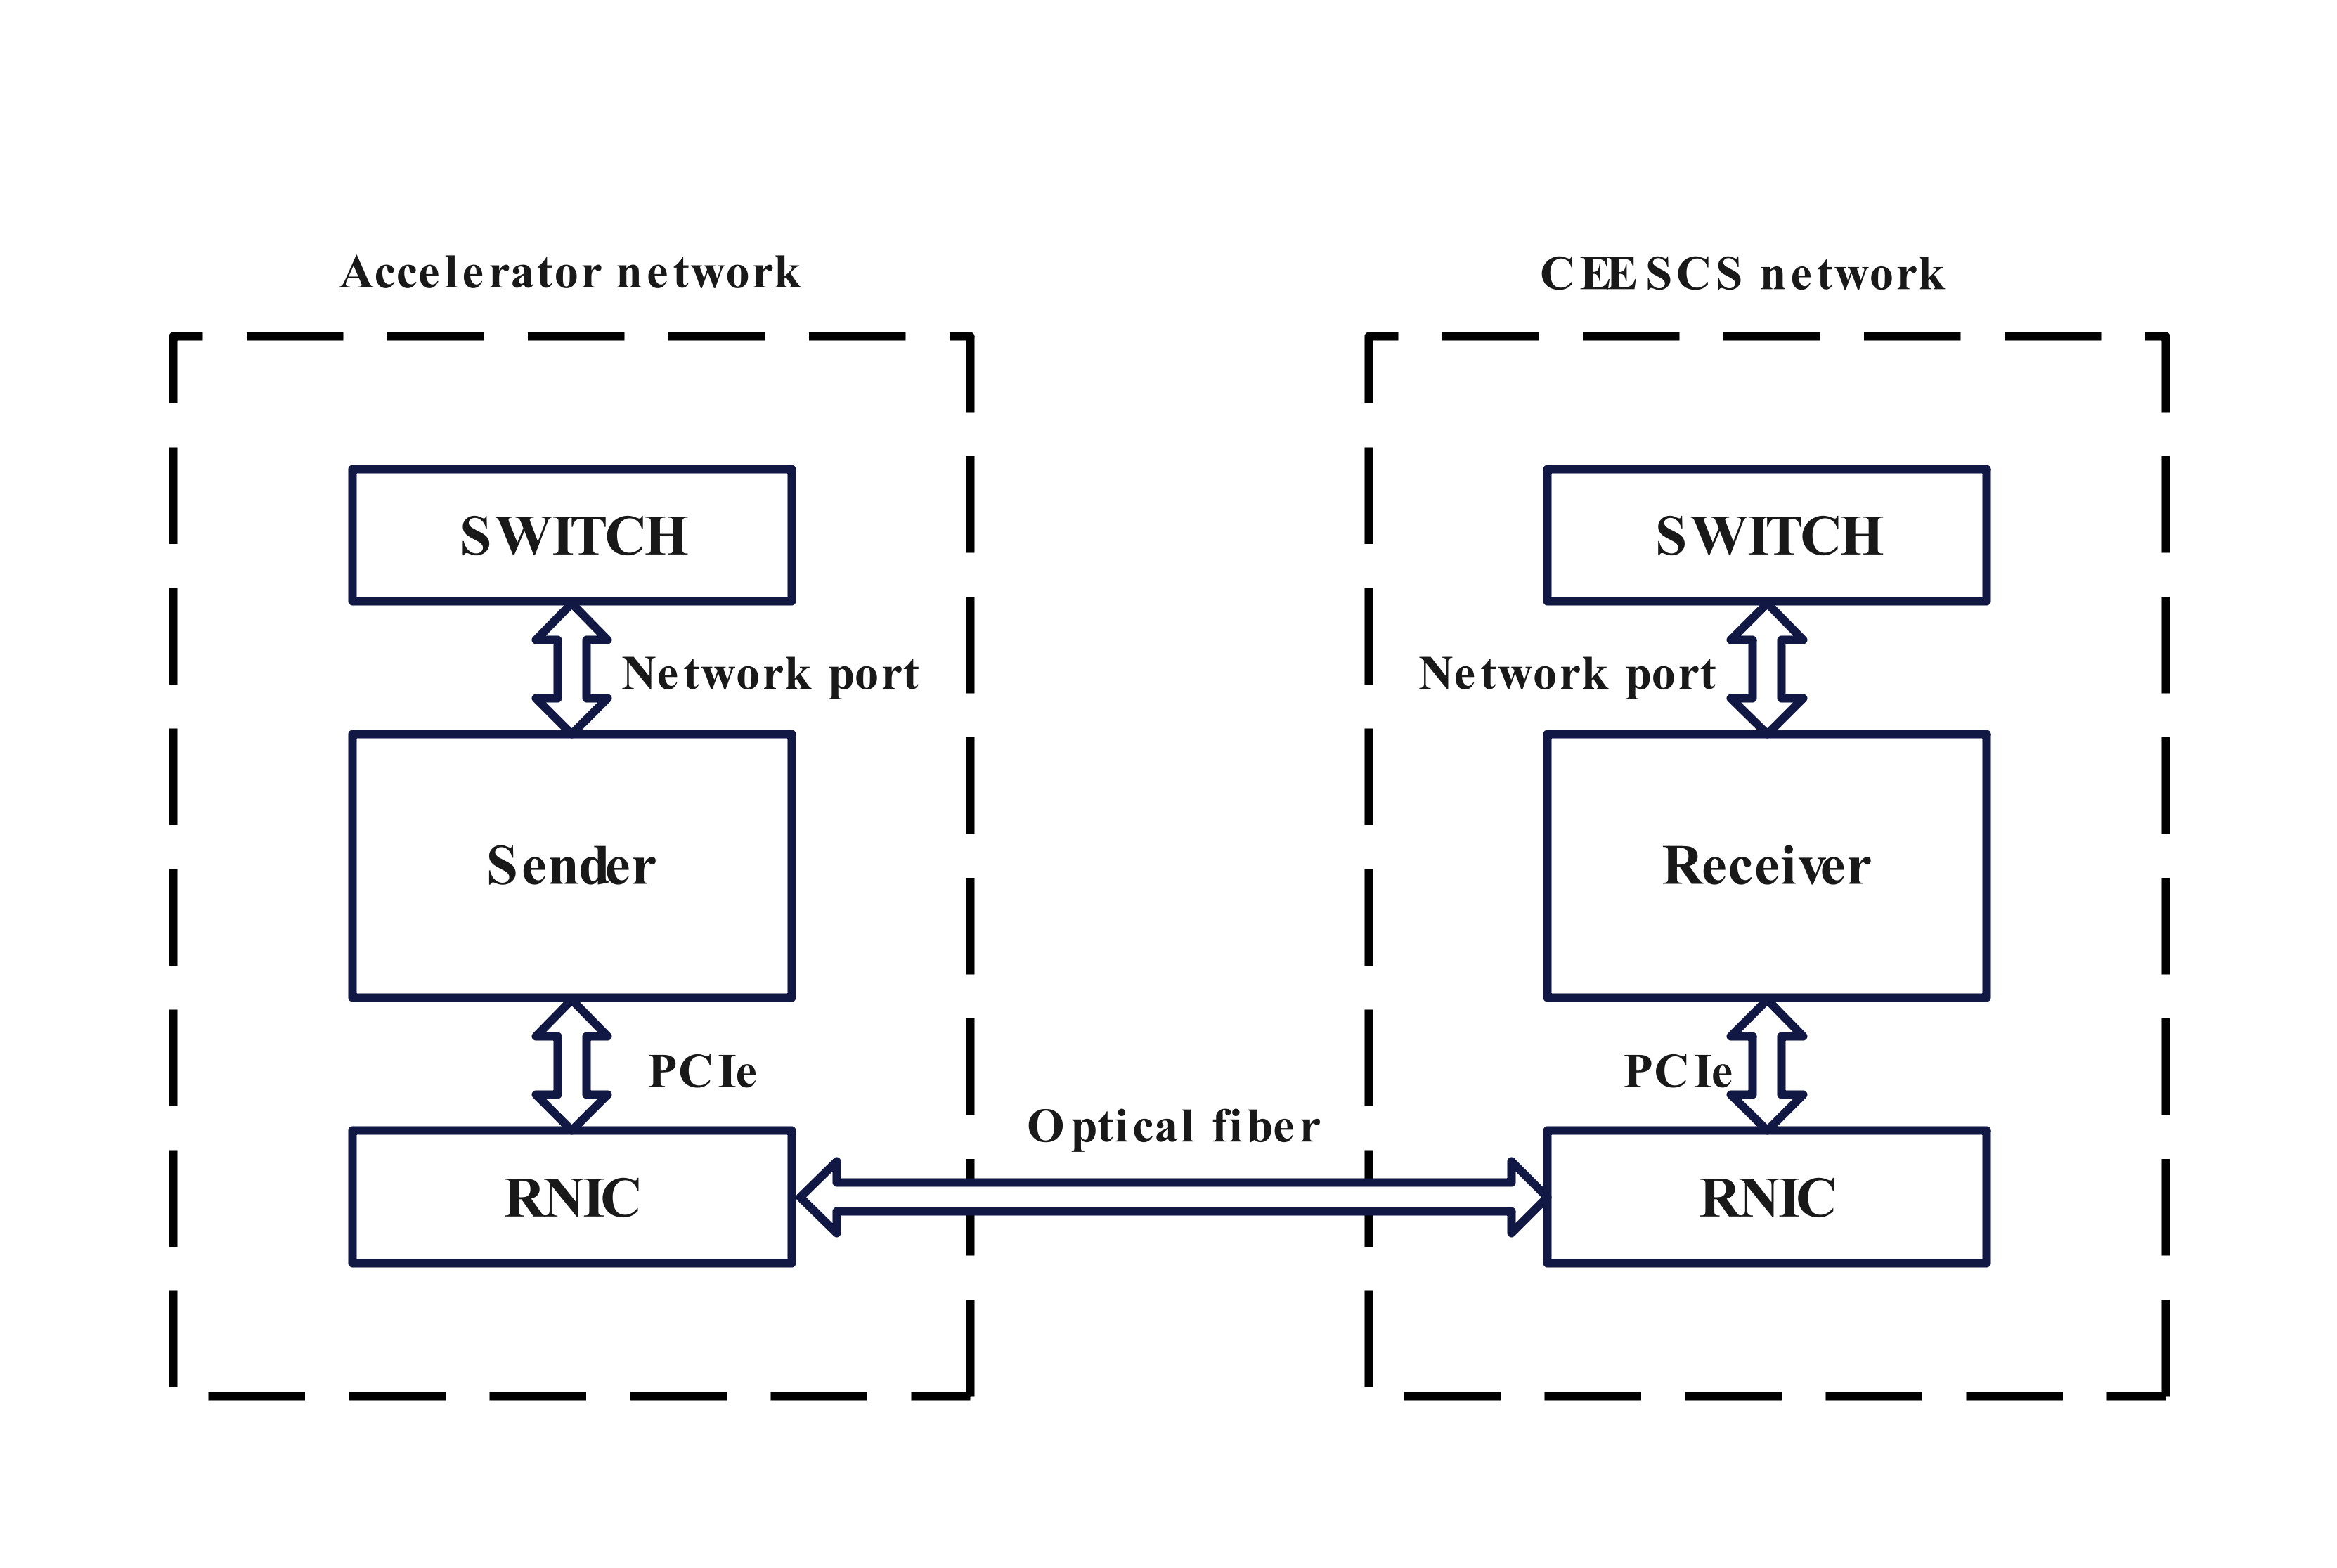 Accelerator network
CEESCS network
SWITCH
SWITCH
Network port
Network port
Sender
Receiver
PCIe
PCIe
Optical fiber
RNIC
RNIC